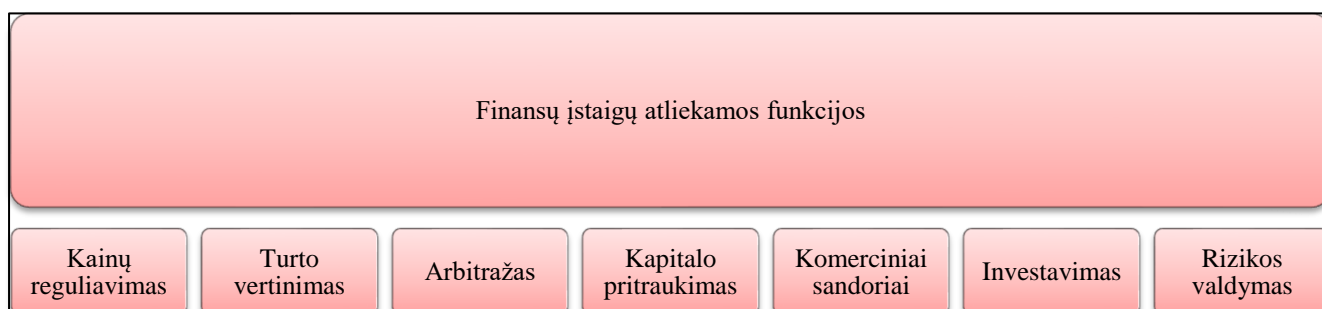 Finansų įstaigų atliekamos funkcijos
Kainų
reguliavimas
Turto
vertinimas
Arbitražas
Kapitalo
pritraukimas
Komerciniai
sandoriai
Investavimas
Rizikos
valdymas